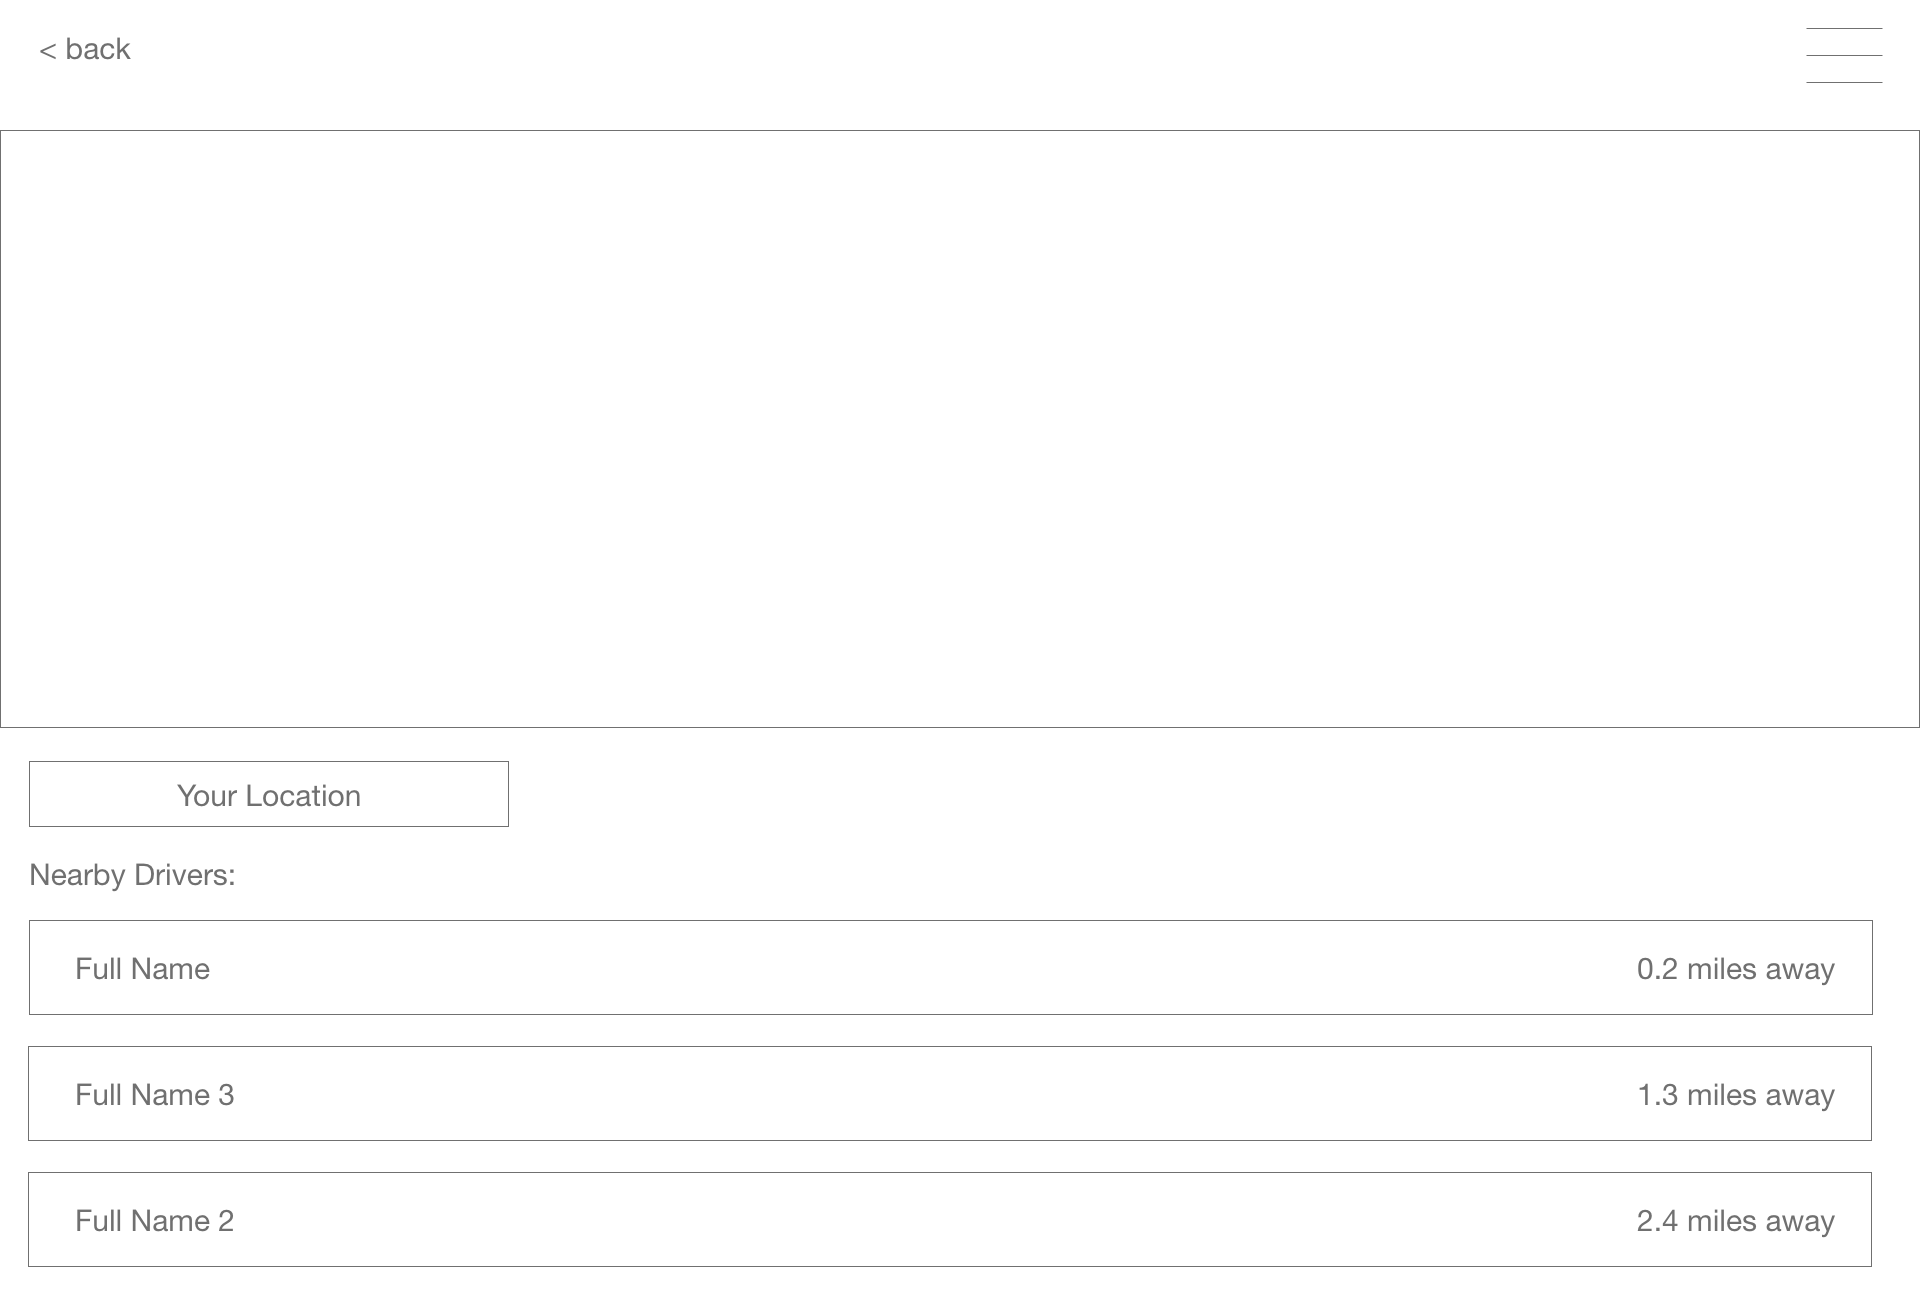 < back
Your Location
Nearby Drivers:
Full Name 0.2 miles away
Full Name 3 1.3 miles away
Full Name 2 2.4 miles away